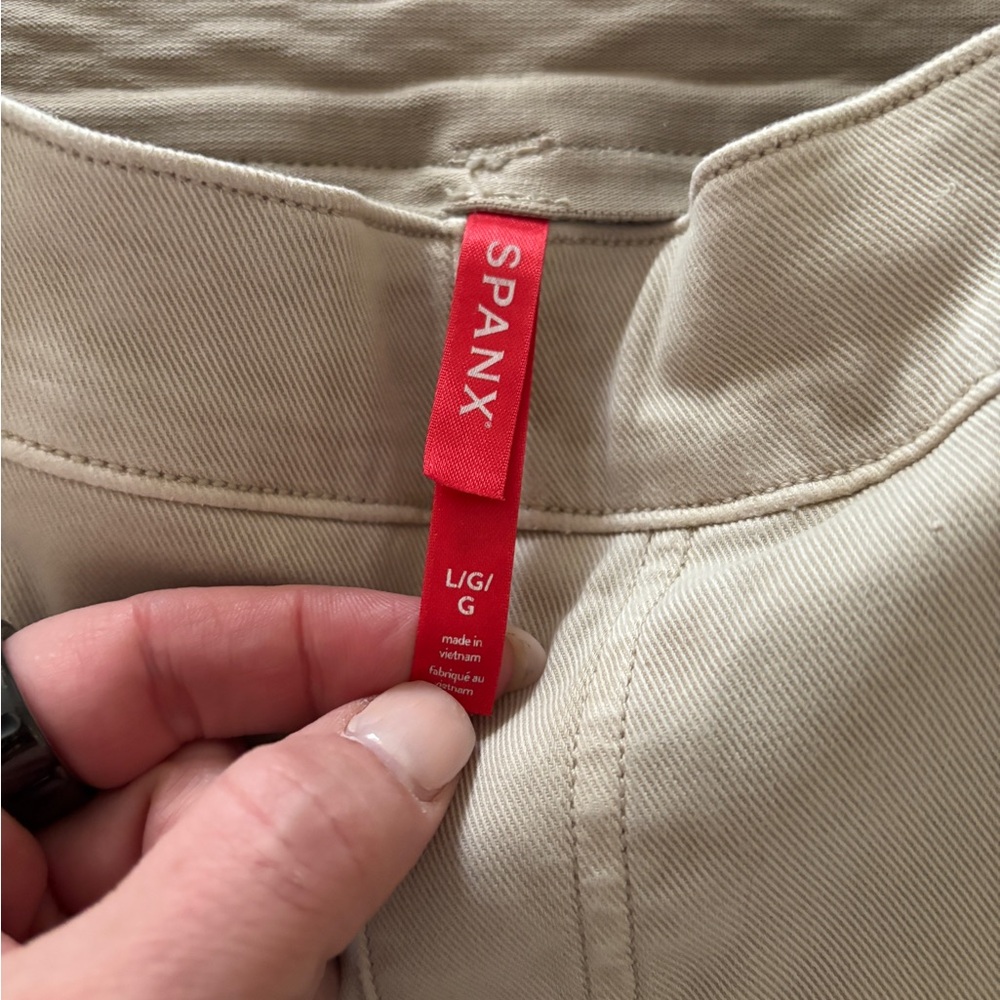 SPANX
L/G/
G
made in
vietnam
fabriqué au
vietnam